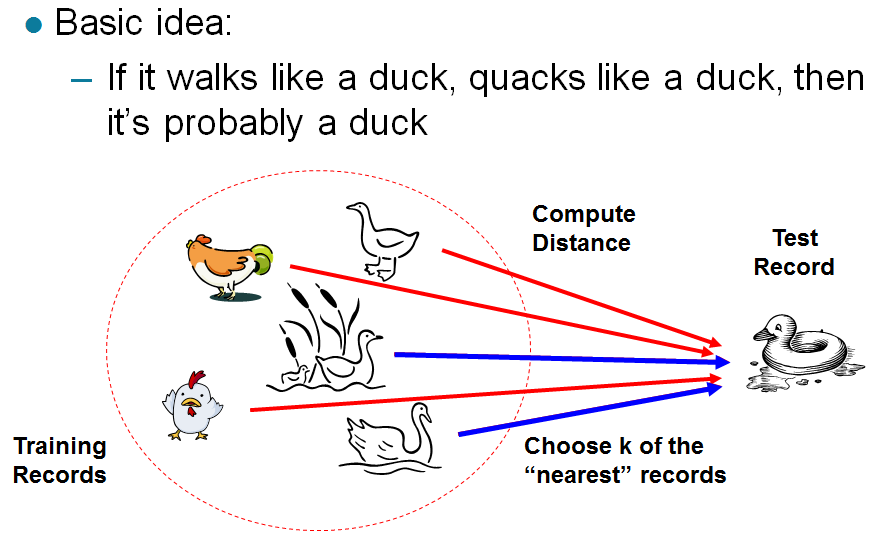 ● Basic idea:
– If it walks like a duck, quacks like a duck, then
it’s probably a duck
Compute
Distance
Test
Record
Training
Records
Choose k of the
“nearest” records